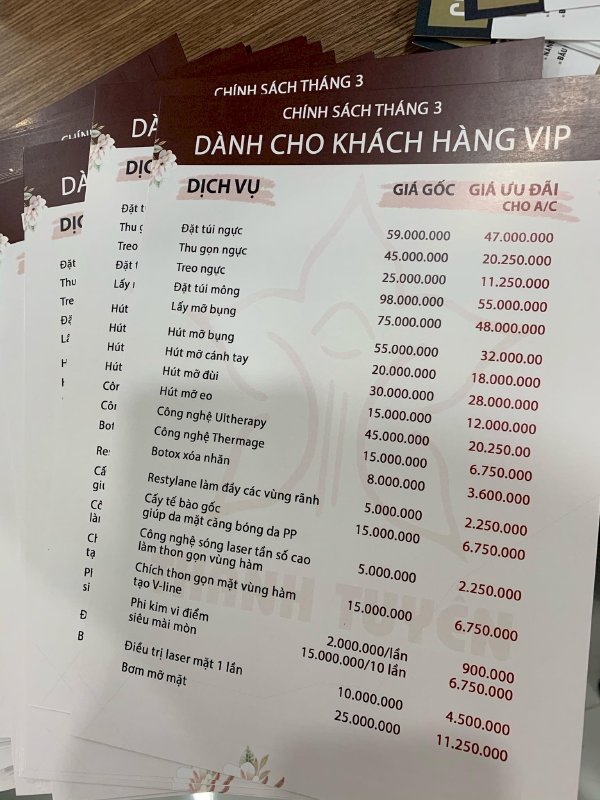 CHÍNH SÁCH THÁNG 3
CHÍNH SÁCH THÁNG 3
DÀNH CHO KHÁCH HÀNG VIP
DỊCH VỤ GIÁ GỐC GIÁ ƯU ĐÃI
CHO A/C
Đặt túi ngực 59.000.000 47.000.000
Thu gọn ngực 45.000.000 20.250.000
Treo ngực 25.000.000 11.250.000
Đặt túi mông 98.000.000 55.000.000
Lấy mỡ bụng 75.000.000 48.000.000
Hút mỡ bụng 55.000.000 32.000.00
Hút mỡ cánh tay 20.000.000 18.000.000
Hút mỡ đùi 30.000.000 28.000.000
Hút mỡ eo 15.000.000 12.000.000
Công nghệ Ultherapy 45.000.000 20.250.00
Công nghệ Thermage 15.000.000 6.750.000
Botox xóa nhăn 8.000.000 3.600.000
Restylane làm đầy các vùng rãnh 5.000.000 2.250.000
Cấy tế bào gốc 15.000.000 6.750.000
giúp da mặt căng bóng da PP
Công nghệ sóng laser tần số cao 5.000.000 2.250.000
làm thon gọn vùng hàm
Chích thon gọn mặt vùng hàm 15.000.000 6.750.000
tạo V-line
Phi kim vi điểm 2.000.000/lần 900.000
siêu mài mòn 15.000.000/10 lần 6.750.000
Điều trị laser mặt 1 lần 10.000.000 4.500.000
Bơm mỡ mặt 25.000.000 11.250.000